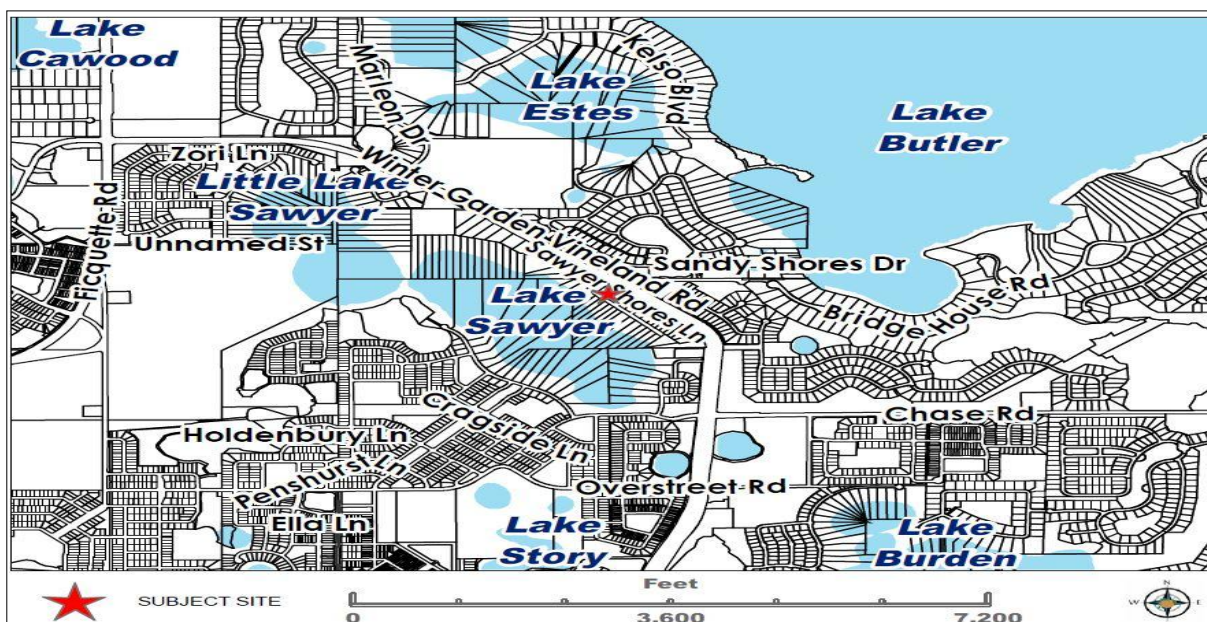 Lake
Cawood
Marleon Dr
Lake
Estes
Kelso Blvd
Lake
Butler
Zori Ln
Little Lake
Sawyer
Winter Garden Vineland Rd
Ficquette Rd
Unnamed St
Sawyer Shores Ln
Sandy Shores Dr
Bridge House Rd
Lake
Sawyer
Cragside Ln
Chase Rd
Holdenbury Ln
Penshurst Ln
Overstreet Rd
Ella Ln
Lake
Story
Lake
Burden
SUBJECT SITE
Feet
0 3,600 7,200
N
W E
S